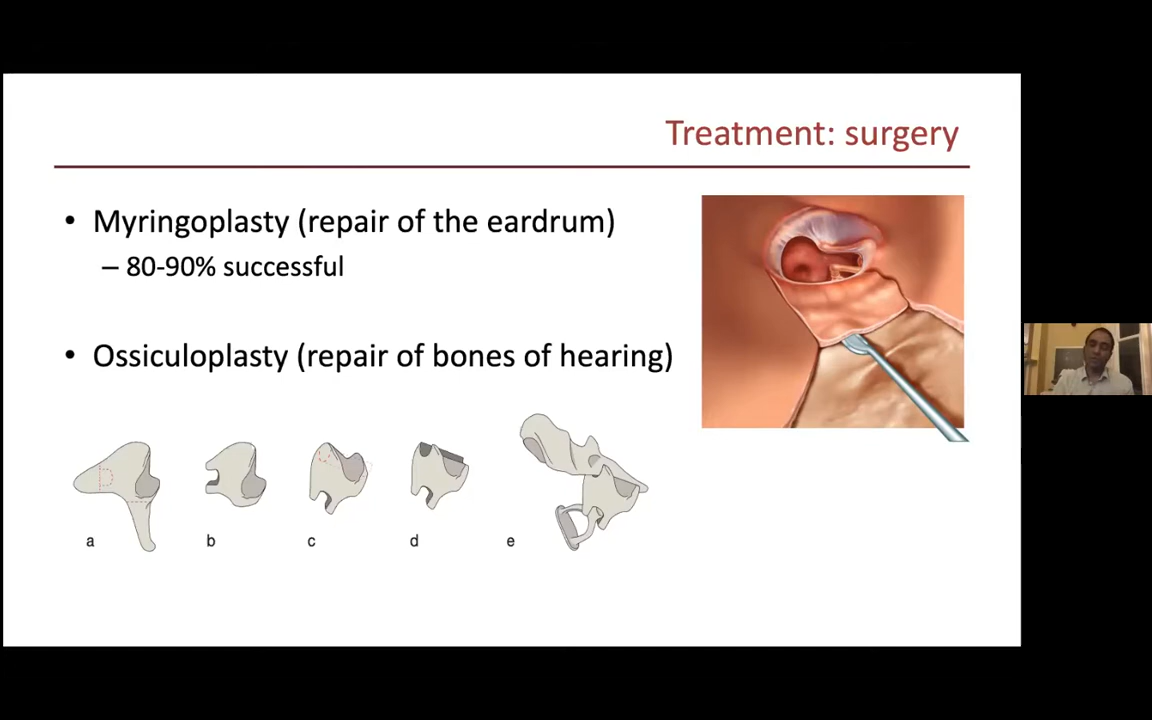 Treatment: surgery
• Myringoplasty (repair of the eardrum)
– 80-90% successful
• Ossiculoplasty (repair of bones of hearing)
a b c d e